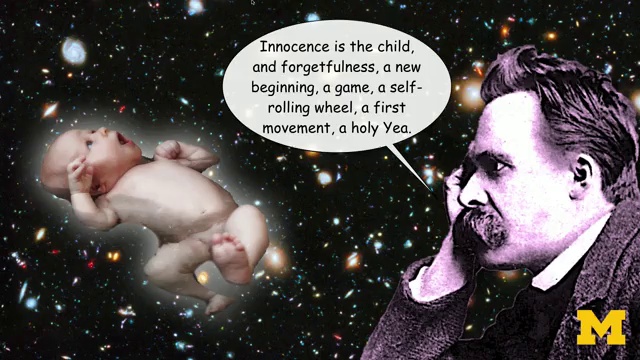 Innocence is the child,
and forgetfulness, a new
beginning, a game, a self-
rolling wheel, a first
movement, a holy Yea.
M